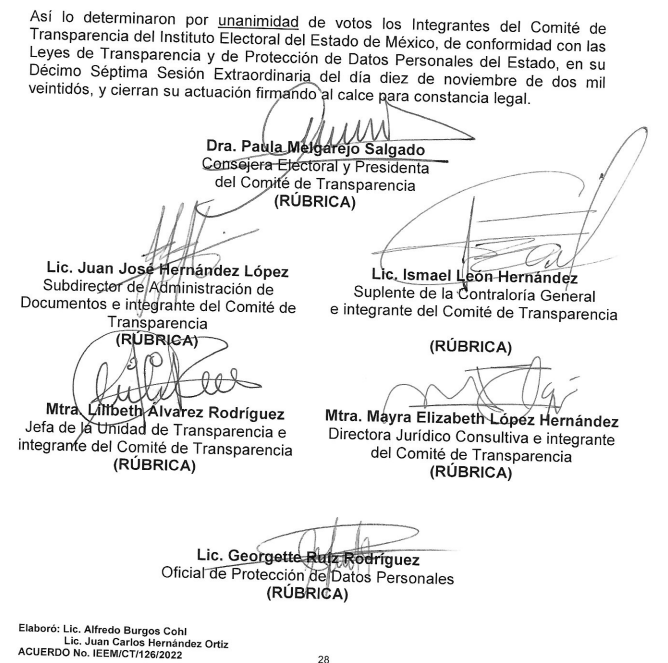 Así lo determinaron por unanimidad de votos los Integrantes del Comité de
Transparencia del Instituto Electoral del Estado de México, de conformidad con las
Leyes de Transparencia y de Protección de Datos Personales del Estado, en su
Décimo Séptima Sesión Extraordinaria del día diez de noviembre de dos mil
veintidós, y cierran su actuación firmando al calce para constancia legal.
Dra. Paula Melgarejo Salgado
Consejera Electoral y Presidenta
del Comité de Transparencia
(RÚBRICA)
Lic. Juan José Hernández López
Subdirector de Administración de
Documentos e integrante del Comité de
Transparencia
(RÚBRICA)
Lic. Ismael León Hernández
Suplente de la Contraloría General
e integrante del Comité de Transparencia
(RÚBRICA)
Mtra. Lilibeth Álvarez Rodríguez
Jefa de la Unidad de Transparencia e
integrante del Comité de Transparencia
(RÚBRICA)
Mtra. Mayra Elizabeth López Hernández
Directora Jurídico Consultiva e integrante
del Comité de Transparencia
(RÚBRICA)
Lic. Georgette Ruíz Rodríguez
Oficial de Protección de Datos Personales
(RÚBRICA)
Elaboró: Lic. Alfredo Burgos Cohl
Lic. Juan Carlos Hernández Ortiz
ACUERDO No. IEEM/CT/126/2022
28